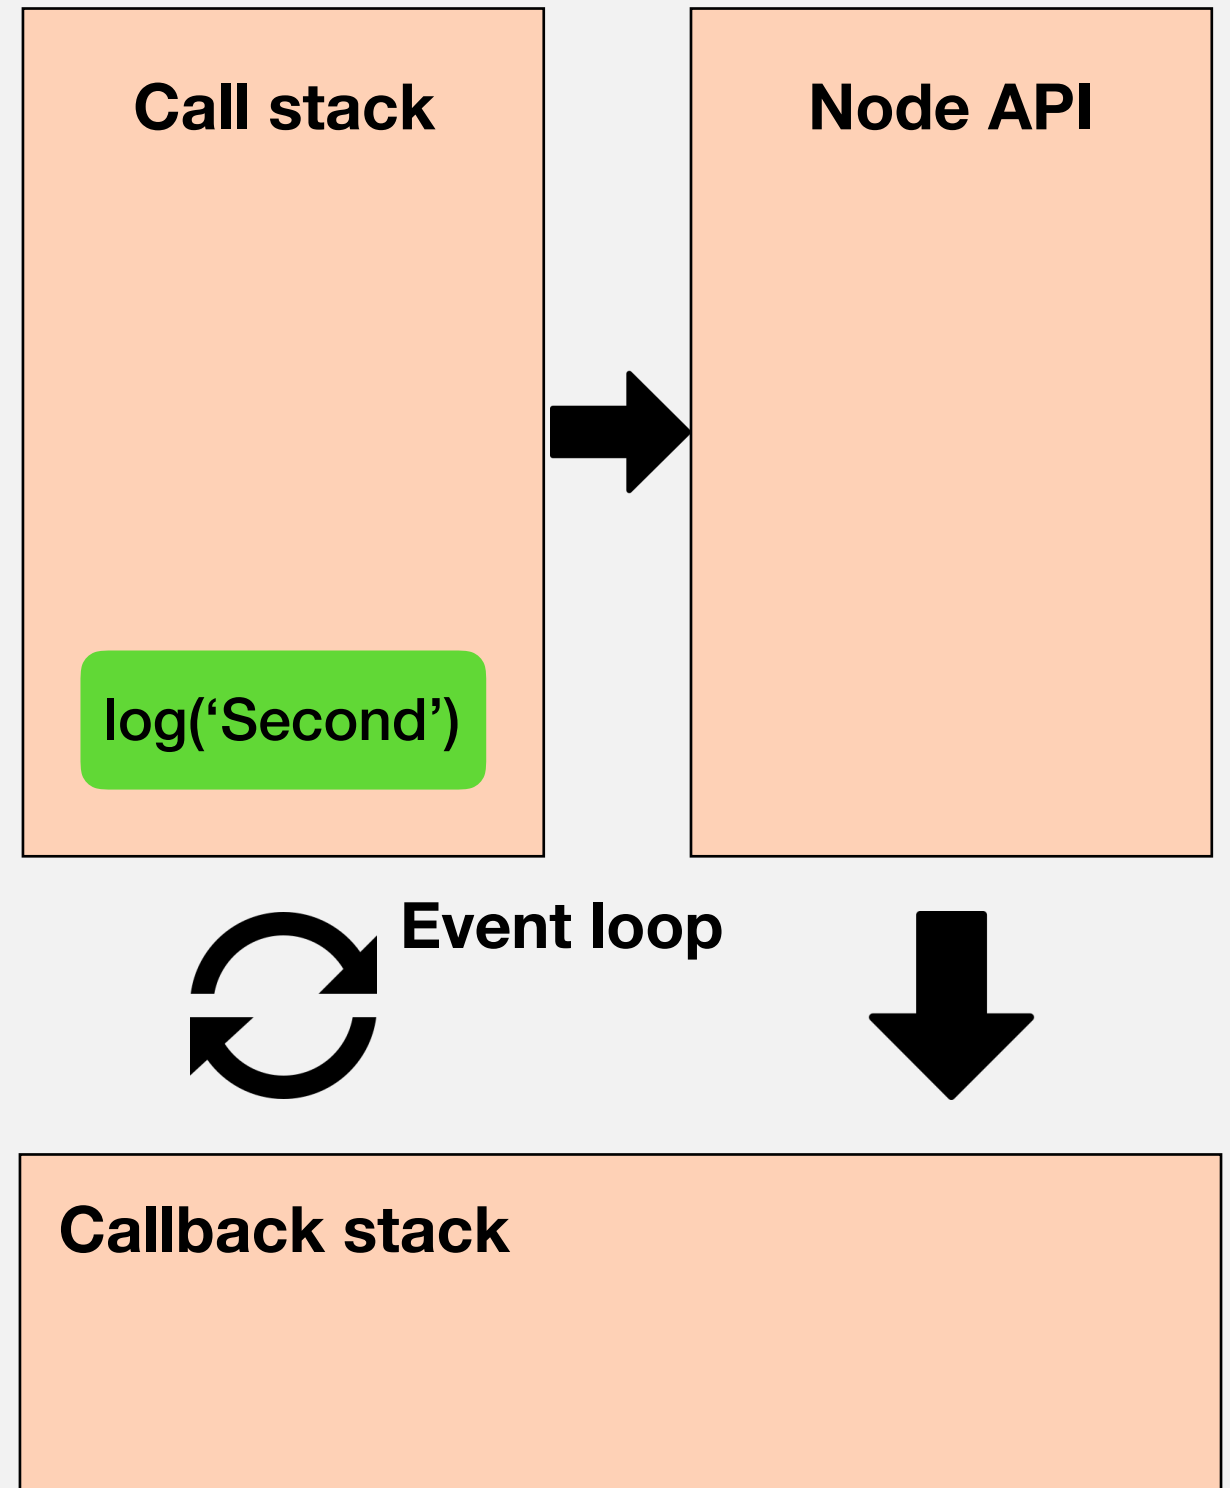 Call stack
Node API
log(‘Second’)
Event loop
Callback stack